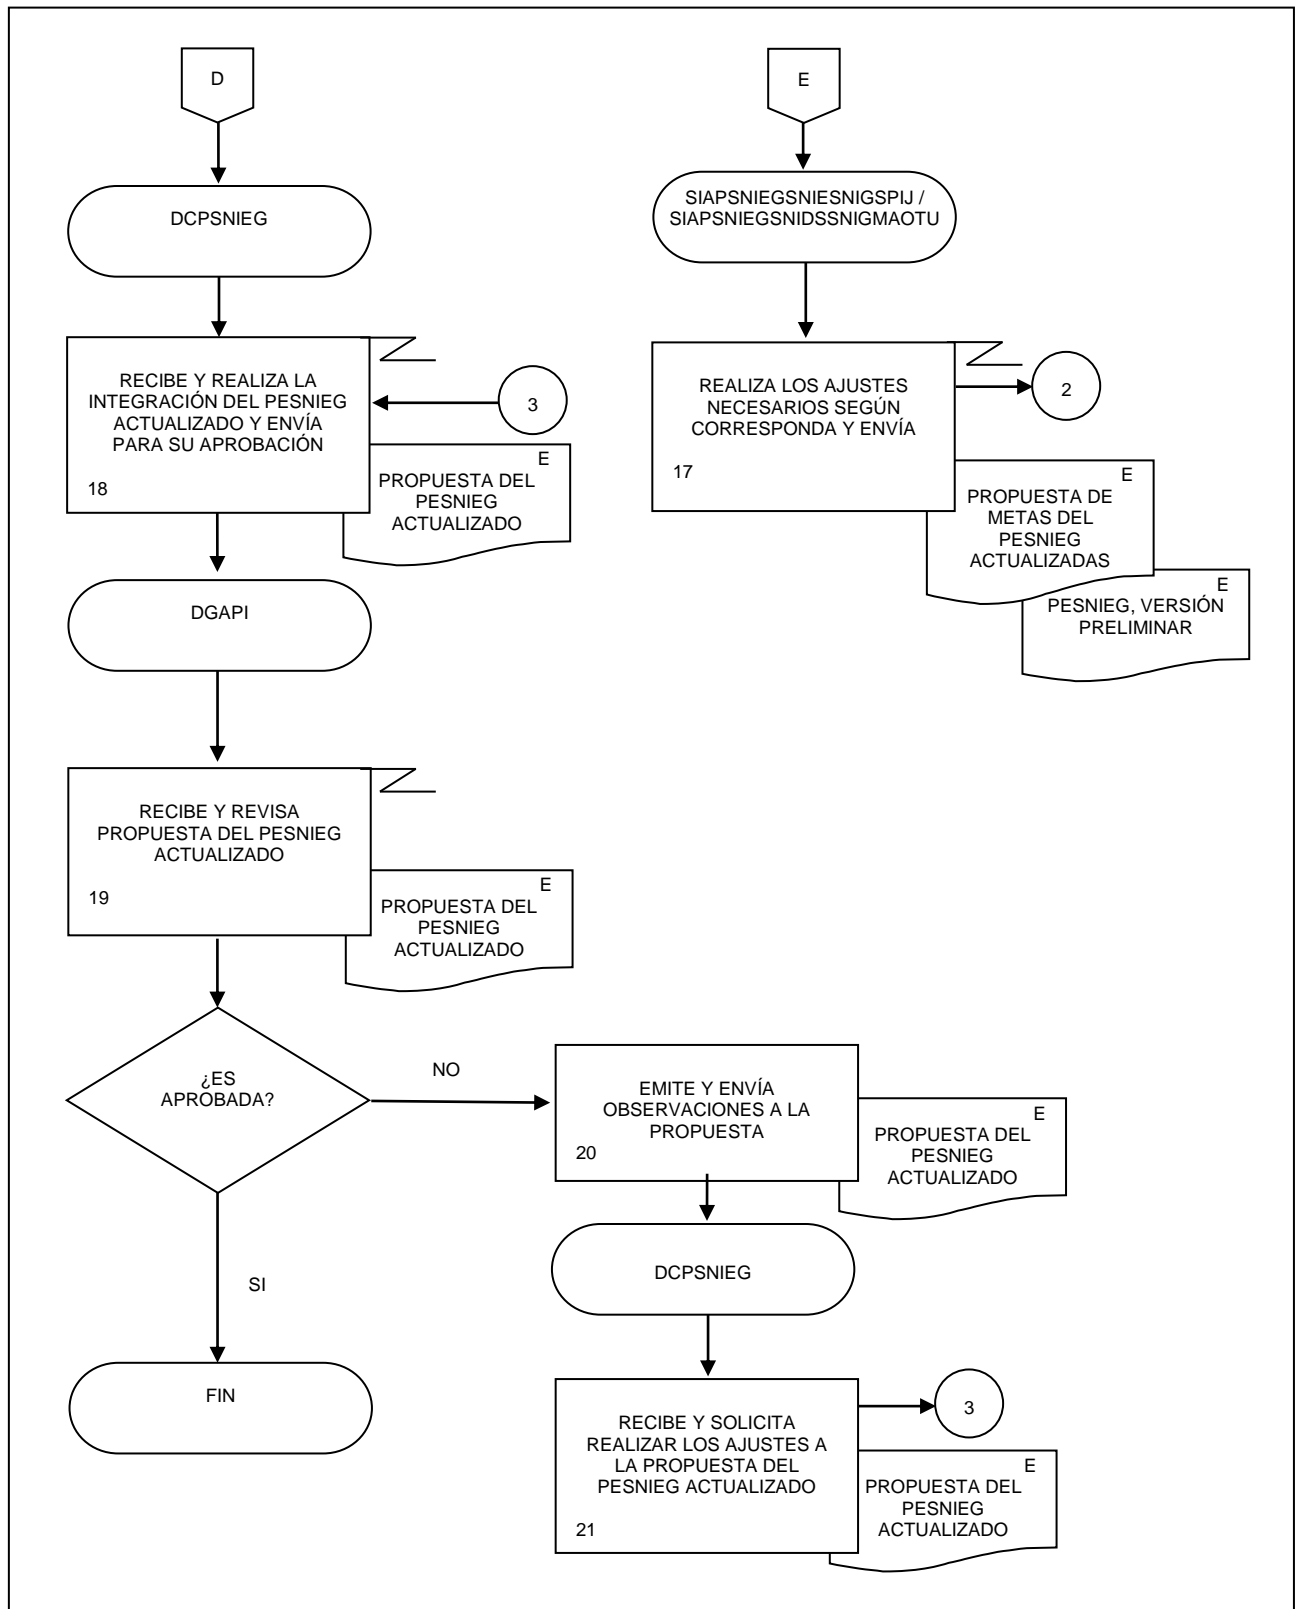 D
DCPSNIEG
RECIBE Y REALIZA LA
INTEGRACIÓN DEL PESNIEG
ACTUALIZADO Y ENVÍA
PARA SU APROBACIÓN
18
3
E
PROPUESTA DEL
PESNIEG
ACTUALIZADO
DGAPI
RECIBE Y REVISA
PROPUESTA DEL PESNIEG
ACTUALIZADO
19
E
PROPUESTA DEL
PESNIEG
ACTUALIZADO
¿ES
APROBADA?
SI
FIN
NO
EMITE Y ENVÍA
OBSERVACIONES A LA
PROPUESTA
20
E
PROPUESTA DEL
PESNIEG
ACTUALIZADO
DCPSNIEG
RECIBE Y SOLICITA
REALIZAR LOS AJUSTES A
LA PROPUESTA DEL
PESNIEG ACTUALIZADO
21
3
E
PROPUESTA DEL
PESNIEG
ACTUALIZADO
E
SIAPSNIEGSNIESNIGSPIJ /
SIAPSNIEGSNIDSSNIGMAOTU
REALIZA LOS AJUSTES
NECESARIOS SEGÚN
CORRESPONDA Y ENVÍA
17
2
E
PROPUESTA DE
METAS DEL
PESNIEG
ACTUALIZADAS
E
PESNIEG, VERSIÓN
PRELIMINAR